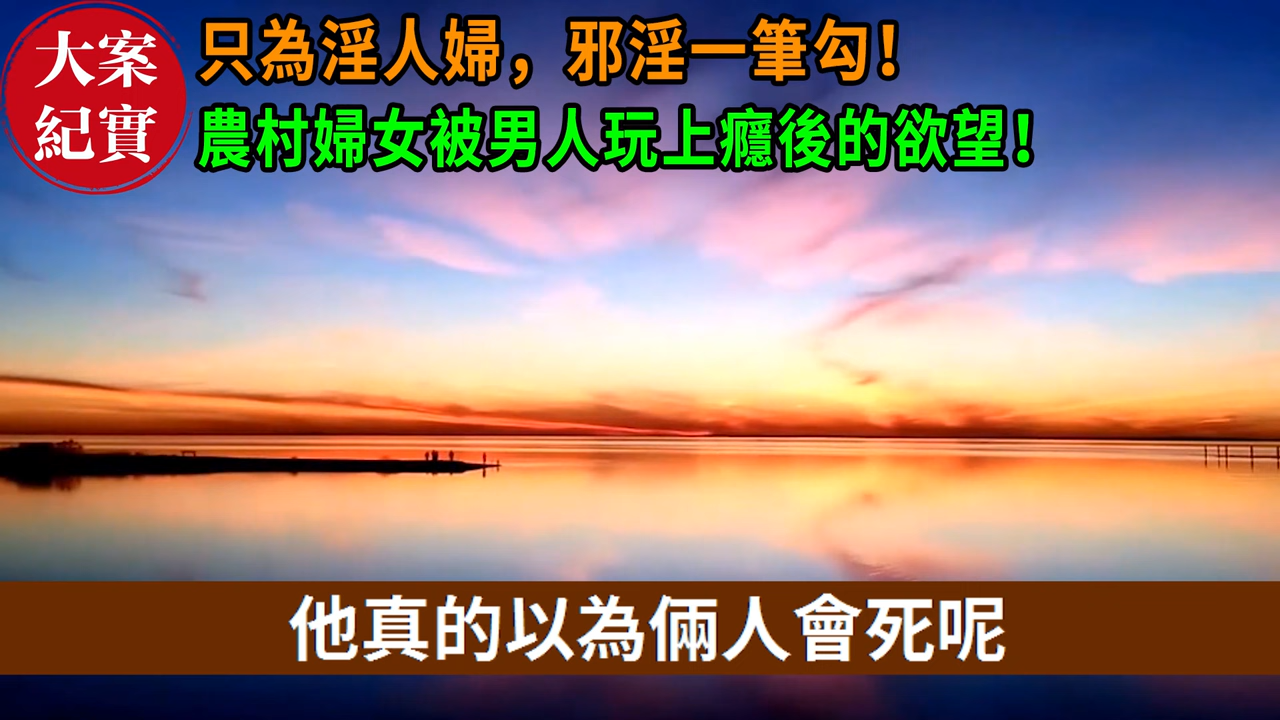 大案
紀實
只為淫人婦，邪淫一筆勾！
農村婦女被男人玩上癮後的欲望！
他真的以為倆人會死呢